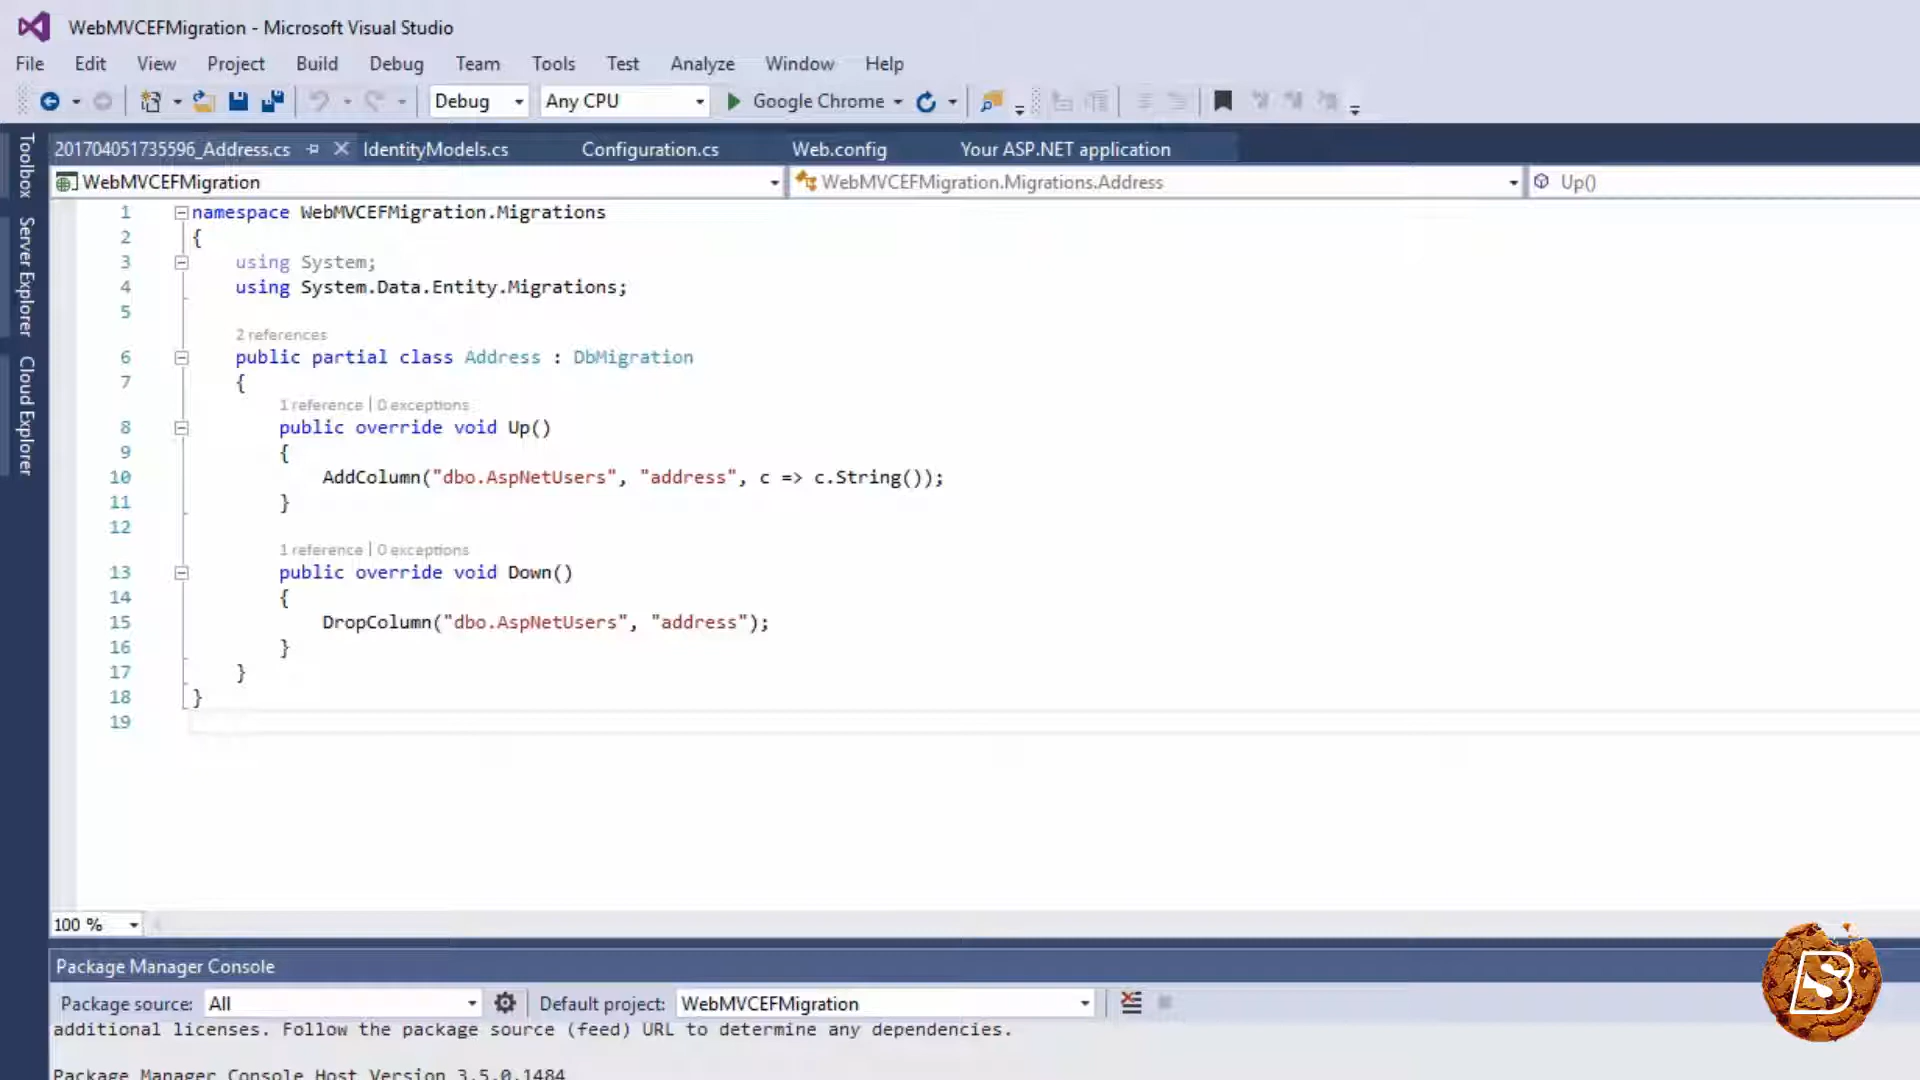 WebMVCEFMigration - Microsoft Visual Studio
File Edit View Project Build Debug Team Tools Test Analyze Window Help
Debug Any CPU Google Chrome
Toolbox
Server Explorer
Cloud Explorer
201704051735596_Address.cs IdentityModels.cs Configuration.cs Web.config Your ASP.NET application
WebMVCEFMigration WebMVCEFMigration.Migrations.Address Up()
1 namespace WebMVCEFMigration.Migrations
2 {
3 using System;
4 using System.Data.Entity.Migrations;
5
2 references
6 public partial class Address : DbMigration
7 {
1 reference | 0 exceptions
8 public override void Up()
9 {
10 AddColumn("dbo.AspNetUsers", "address", c => c.String());
11 }
12
1 reference | 0 exceptions
13 public override void Down()
14 {
15 DropColumn("dbo.AspNetUsers", "address");
16 }
17 }
18 }
19
100 %
Package Manager Console
Package source: All Default project: WebMVCEFMigration
additional licenses. Follow the package source (feed) URL to determine any dependencies.
Package Manager Console Host Version 3.5.0.1484